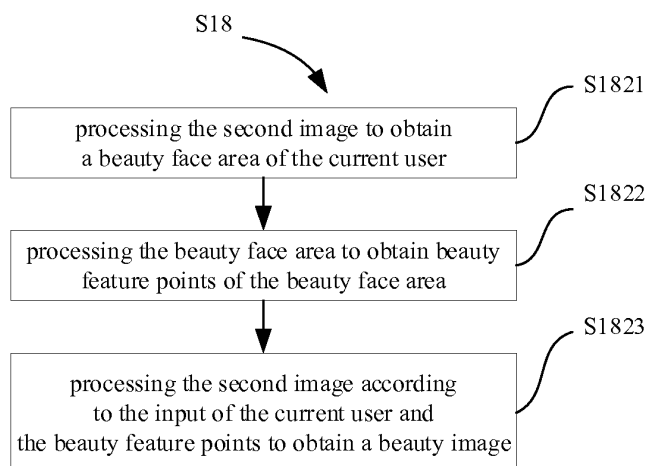 S18
S1821
processing the second image to obtain
a beauty face area of the current user
S1822
processing the beauty face area to obtain beauty
feature points of the beauty face area
S1823
processing the second image according
to the input of the current user and
the beauty feature points to obtain a beauty image